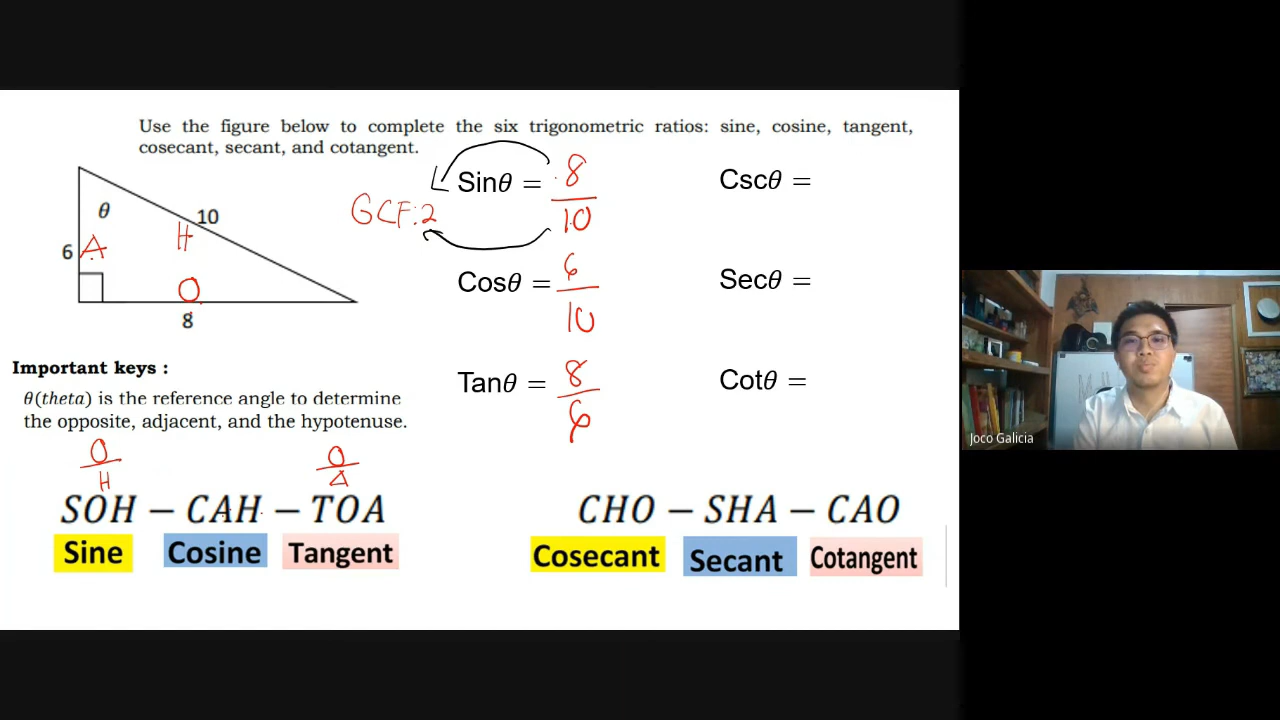 Use the figure below to complete the six trigonometric ratios: sine, cosine, tangent,
cosecant, secant, and cotangent.
θ
10
H
6
A
O
8
GCF:2
Sinθ = 8/10
Cscθ =
Cosθ = 6/10
Secθ =
Tanθ = 8/6
Cotθ =
Important keys :
θ(theta) is the reference angle to determine
the opposite, adjacent, and the hypotenuse.
O/H
O/A
SOH – CAH – TOA
Sine Cosine Tangent
CHO – SHA – CAO
Cosecant Secant Cotangent
Joco Galicia